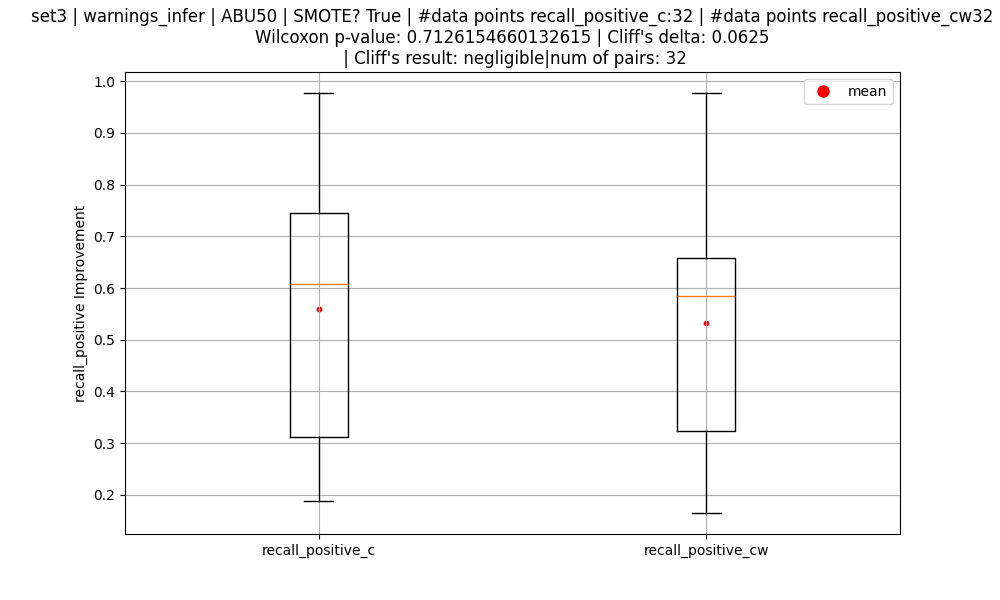 set3 | warnings_infer | ABU50 | SMOTE? True | #data points recall_positive_c:32 | #data points recall_positive_cw32
Wilcoxon p-value: 0.7126154660132615 | Cliff's delta: 0.0625
| Cliff's result: negligible|num of pairs: 32
mean
1.0
0.9
0.8
0.7
0.6
0.5
0.4
0.3
0.2
recall_positive Improvement
recall_positive_c
recall_positive_cw